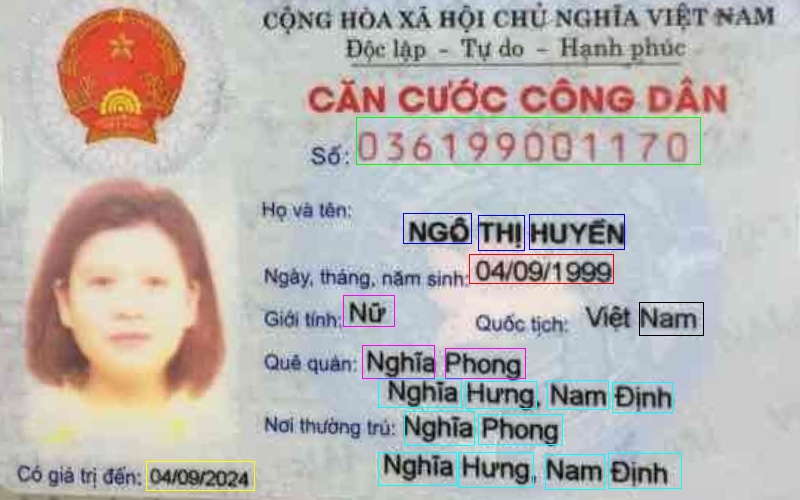 CỘNG HÒA XÃ HỘI CHỦ NGHĨA VIỆT NAM
Độc lập - Tự do - Hạnh phúc
CĂN CƯỚC CÔNG DÂN
Số: 036199001170
Họ và tên:
NGÔ THỊ HUYỀN
Ngày, tháng, năm sinh: 04/09/1999
Giới tính: Nữ Quốc tịch: Việt Nam
Quê quán: Nghĩa Phong
Nghĩa Hưng, Nam Định
Nơi thường trú: Nghĩa Phong
Nghĩa Hưng, Nam Định
Có giá trị đến: 04/09/2024